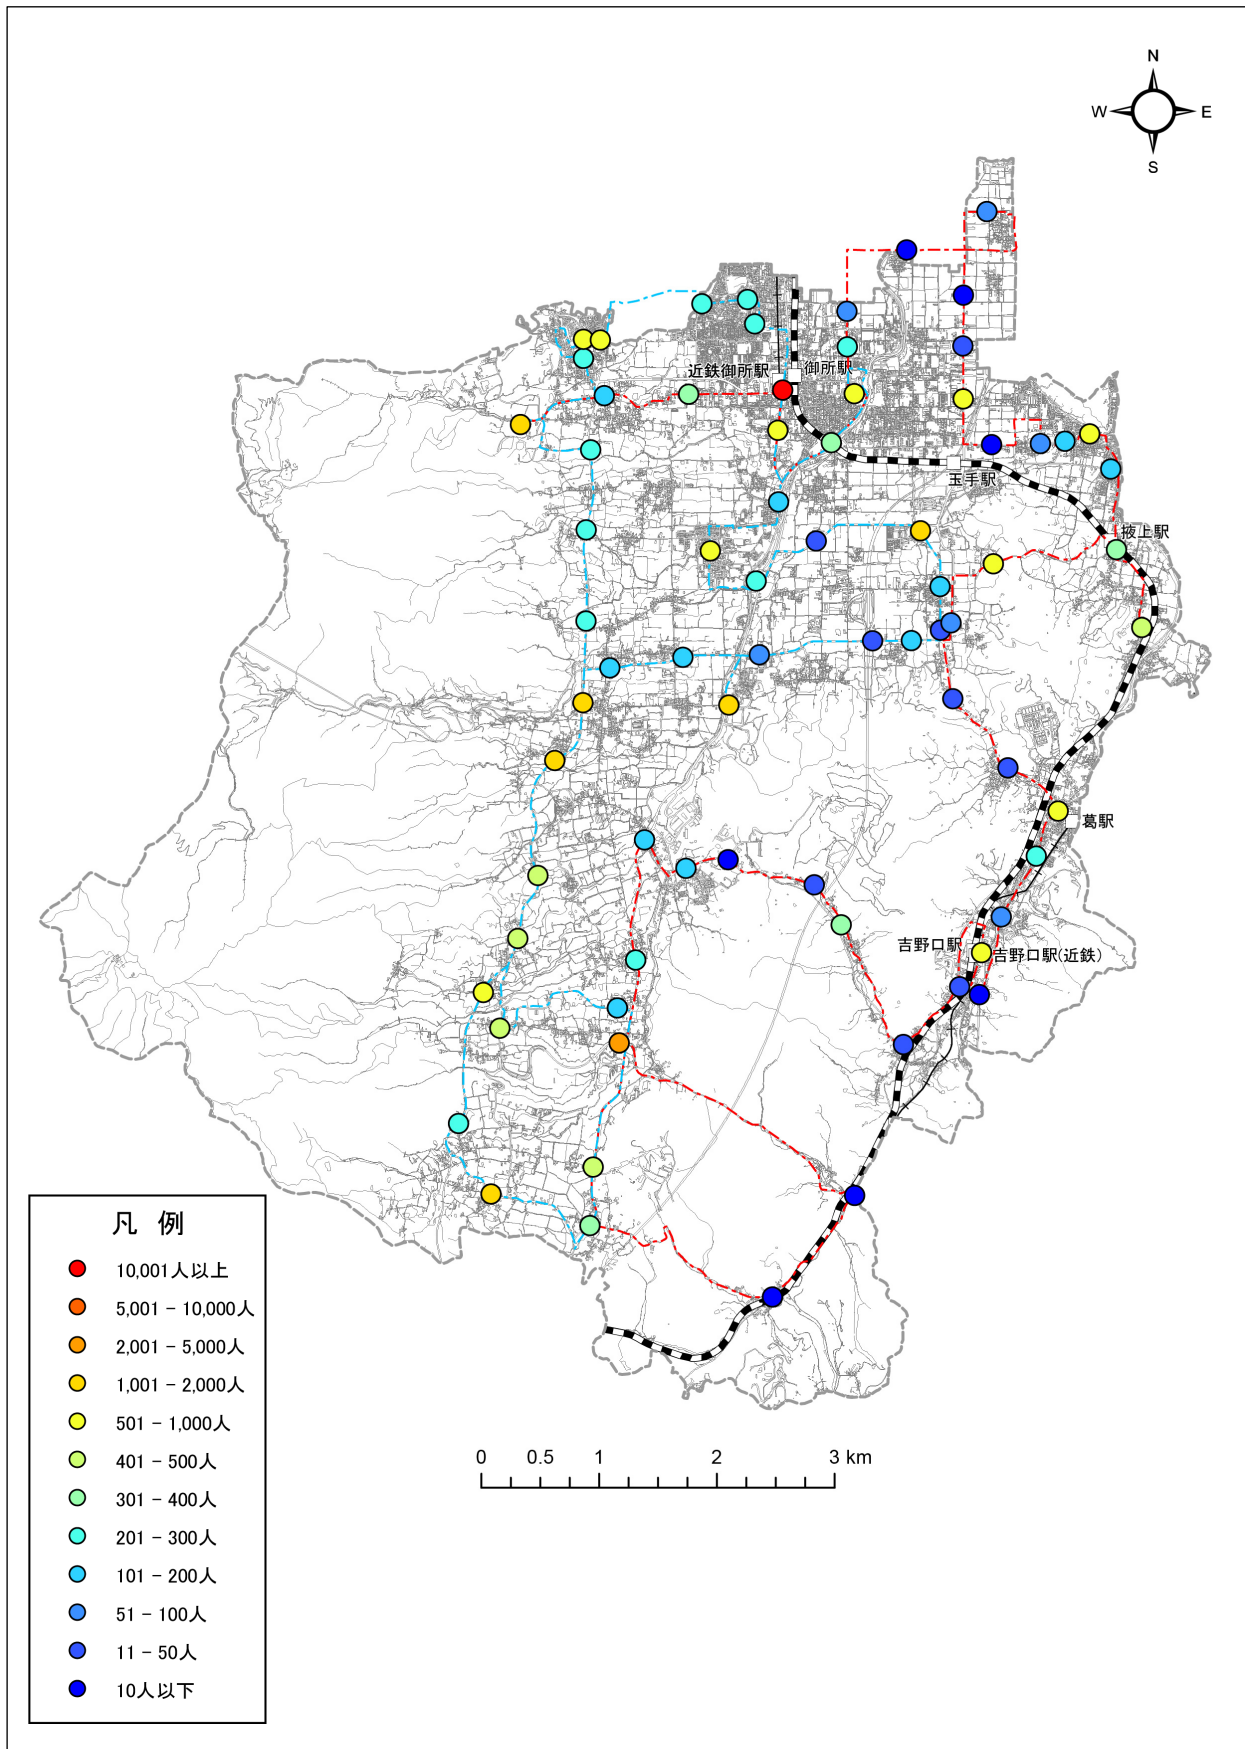 N
W
E
S
近鉄御所駅
御所駅
玉手駅
掖上駅
葛駅
吉野口駅
吉野口駅(近鉄)
0 0.5 1 2 3 km
凡 例
10,001人以上
5,001 - 10,000人
2,001 - 5,000人
1,001 - 2,000人
501 - 1,000人
401 - 500人
301 - 400人
201 - 300人
101 - 200人
51 - 100人
11 - 50人
10人以下